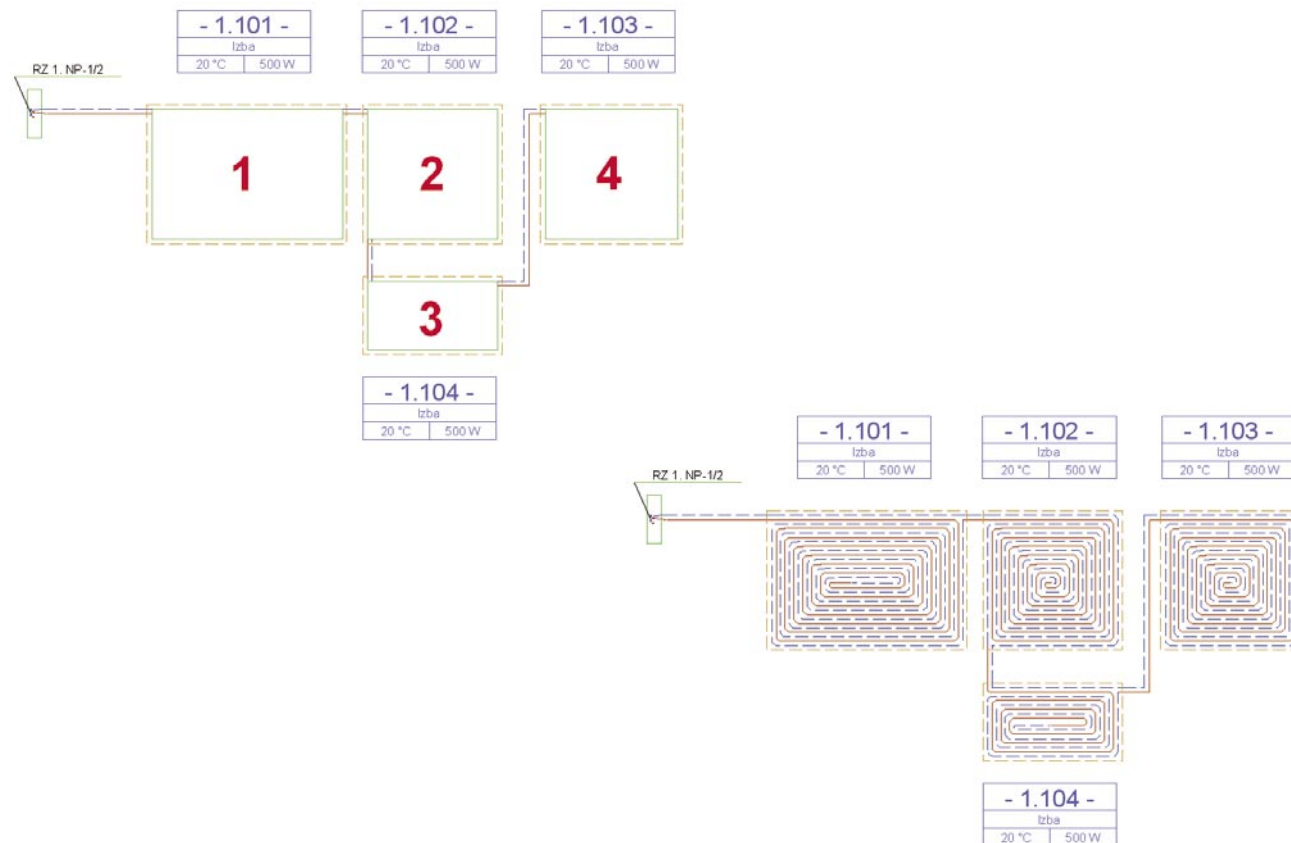 - 1.101 -
Izba
20 °C 500 W
- 1.102 -
Izba
20 °C 500 W
- 1.103 -
Izba
20 °C 500 W
RZ 1. NP-1/2
1
2
4
3
- 1.104 -
Izba
20 °C 500 W
- 1.101 -
Izba
20 °C 500 W
- 1.102 -
Izba
20 °C 500 W
- 1.103 -
Izba
20 °C 500 W
RZ 1. NP-1/2
- 1.104 -
Izba
20 °C 500 W